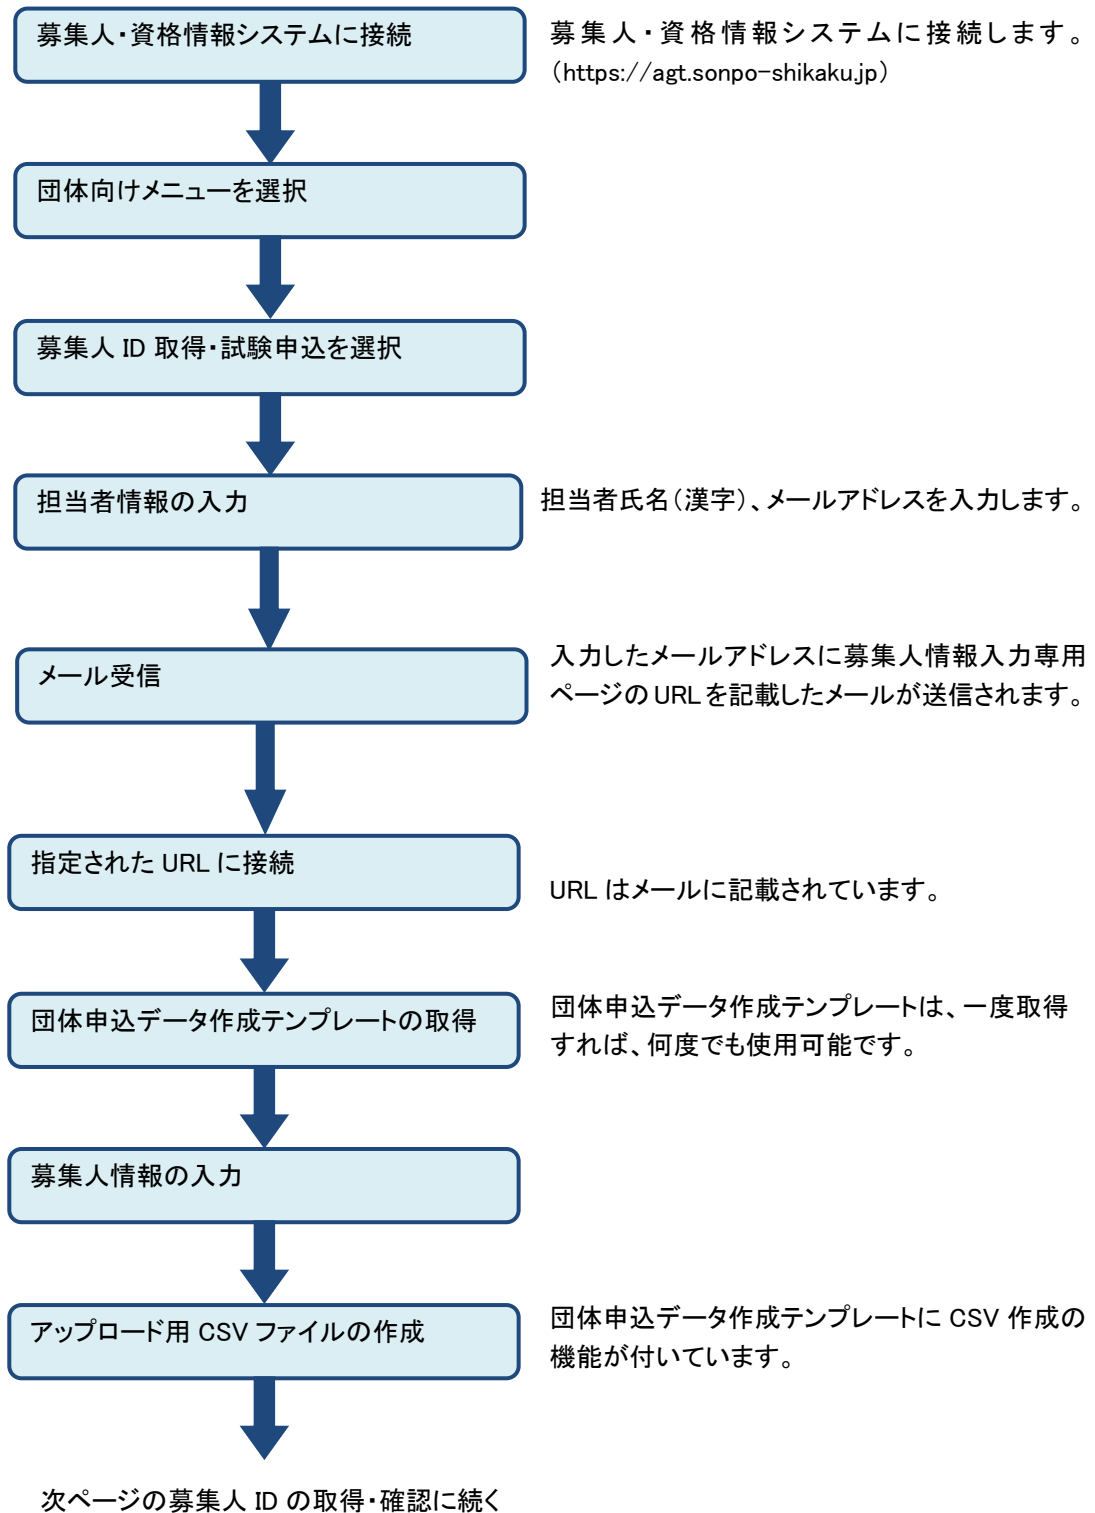 募集人・資格情報システムに接続
募集人・資格情報システムに接続します。
（https://agt.sonpo-shikaku.jp）
団体向けメニューを選択
募集人 ID 取得・試験申込を選択
担当者情報の入力
担当者氏名（漢字）、メールアドレスを入力します。
メール受信
入力したメールアドレスに募集人情報入力専用
ページの URL を記載したメールが送信されます。
指定された URL に接続
URL はメールに記載されています。
団体申込データ作成テンプレートの取得
団体申込データ作成テンプレートは、一度取得
すれば、何度でも使用可能です。
募集人情報の入力
アップロード用 CSV ファイルの作成
団体申込データ作成テンプレートに CSV 作成の
機能が付いています。
次ページの募集人 ID の取得・確認に続く